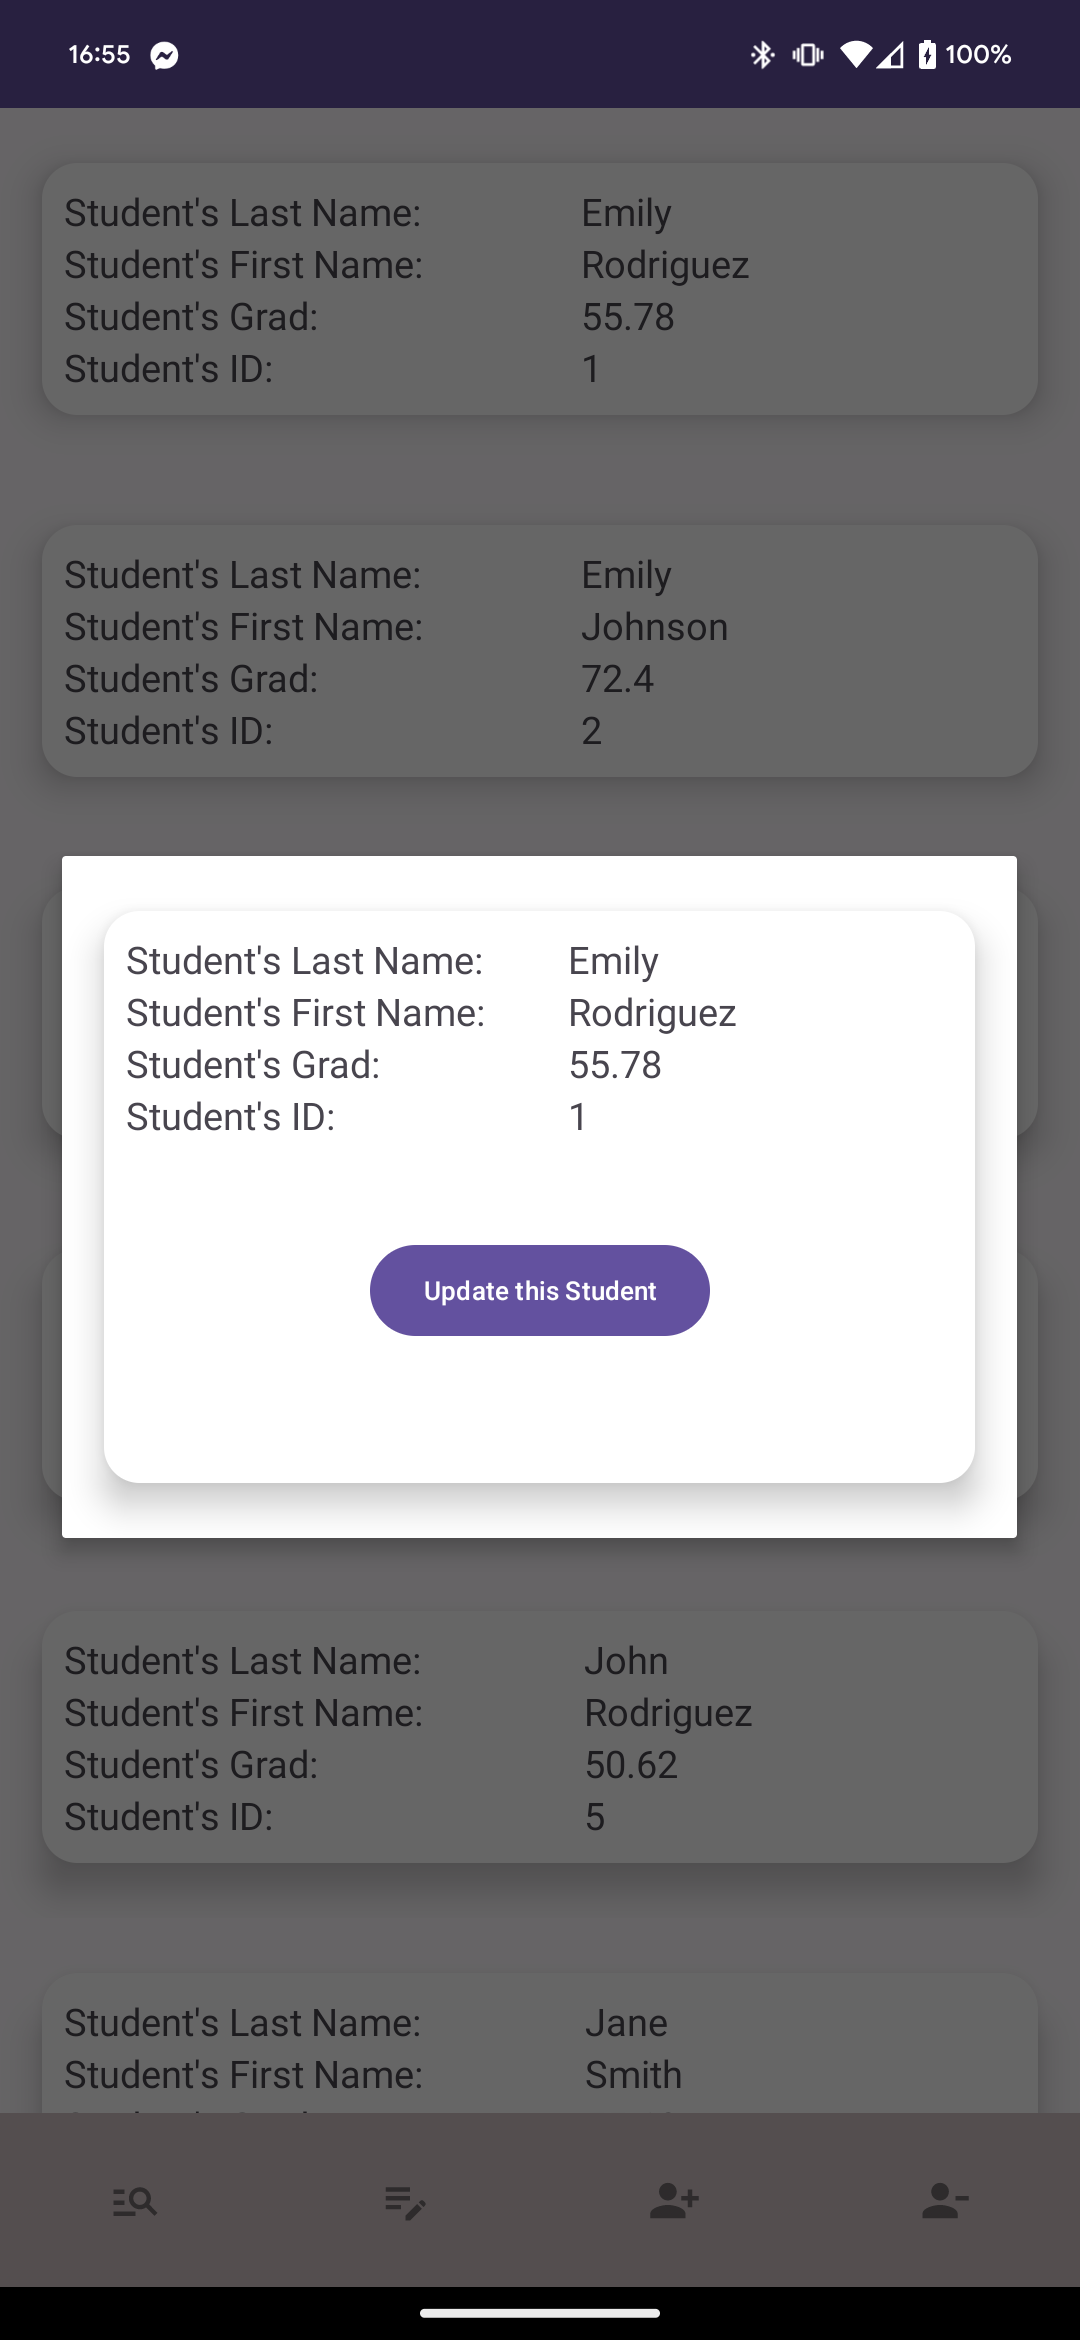 16:55 100%
Student's Last Name: Emily
Student's First Name: Rodriguez
Student's Grad: 55.78
Student's ID: 1
Student's Last Name: Emily
Student's First Name: Johnson
Student's Grad: 72.4
Student's ID: 2
Student's Last Name: Emily
Student's First Name: Rodriguez
Student's Grad: 55.78
Student's ID: 1
Update this Student
Student's Last Name: John
Student's First Name: Rodriguez
Student's Grad: 50.62
Student's ID: 5
Student's Last Name: Jane
Student's First Name: Smith